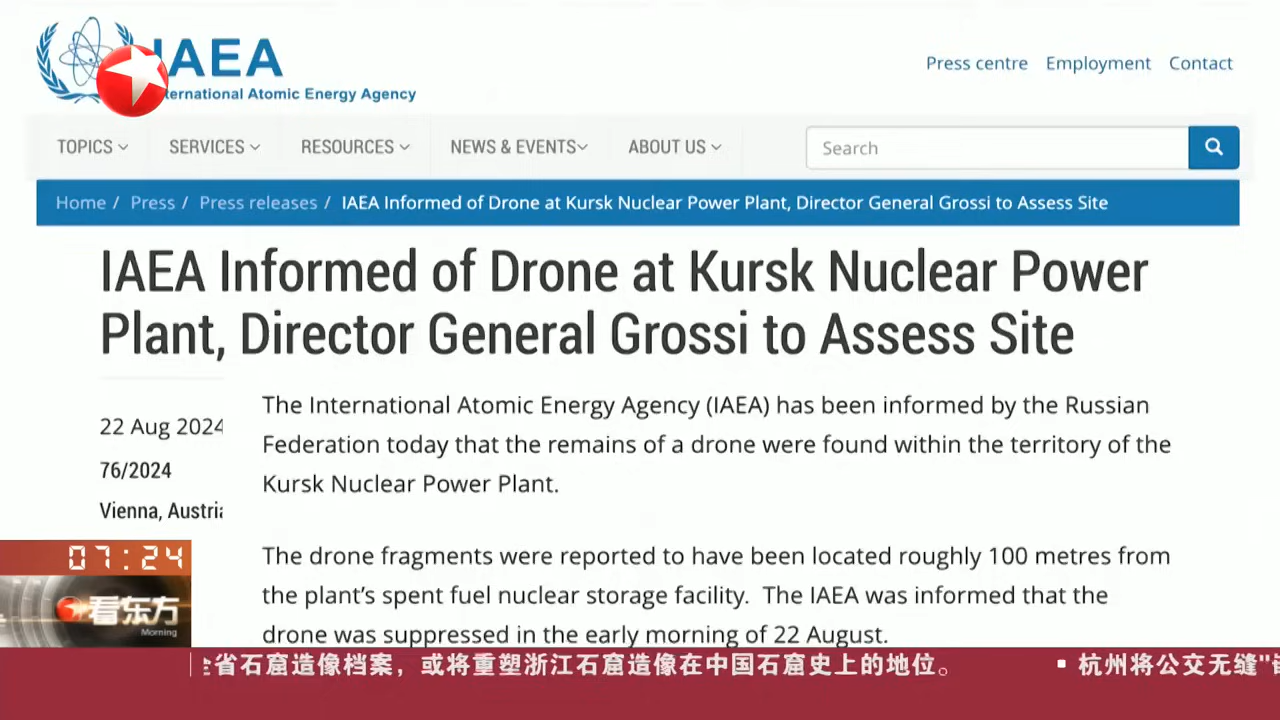 IAEA
International Atomic Energy Agency
Press centre Employment Contact
TOPICS SERVICES RESOURCES NEWS & EVENTS ABOUT US Search
Home / Press / Press releases / IAEA Informed of Drone at Kursk Nuclear Power Plant, Director General Grossi to Assess Site
IAEA Informed of Drone at Kursk Nuclear Power
Plant, Director General Grossi to Assess Site
22 Aug 2024
76/2024
Vienna, Austria
The International Atomic Energy Agency (IAEA) has been informed by the Russian
Federation today that the remains of a drone were found within the territory of the
Kursk Nuclear Power Plant.
The drone fragments were reported to have been located roughly 100 metres from
the plant’s spent fuel nuclear storage facility. The IAEA was informed that the
drone was suppressed in the early morning of 22 August.
07:24
看东方
Morning
全省石窟造像档案，或将重塑浙江石窟造像在中国石窟史上的地位。 ▪ 杭州将公交无缝"